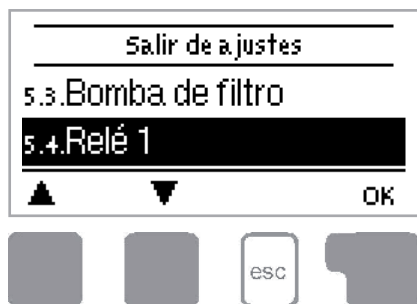 Salir de ajustes
5.3.Bomba de filtro
5.4.Relé 1
▲ ▼ OK
esc